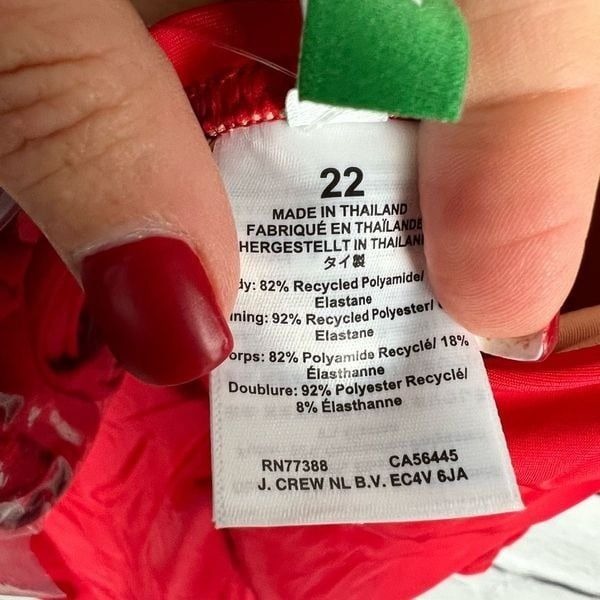 22
MADE IN THAILAND
FABRIQUÉ EN THAÏLANDE
HERGESTELLT IN THAILAN
タイ製
dy: 82% Recycled Polyamide/
Elastane
ning: 92% Recycled Polyester/
Elastane
orps: 82% Polyamide Recyclé/ 18%
Élasthanne
Doublure: 92% Polyester Recyclé/
8% Élasthanne
RN77388 CA56445
J. CREW NL B.V. EC4V 6JA